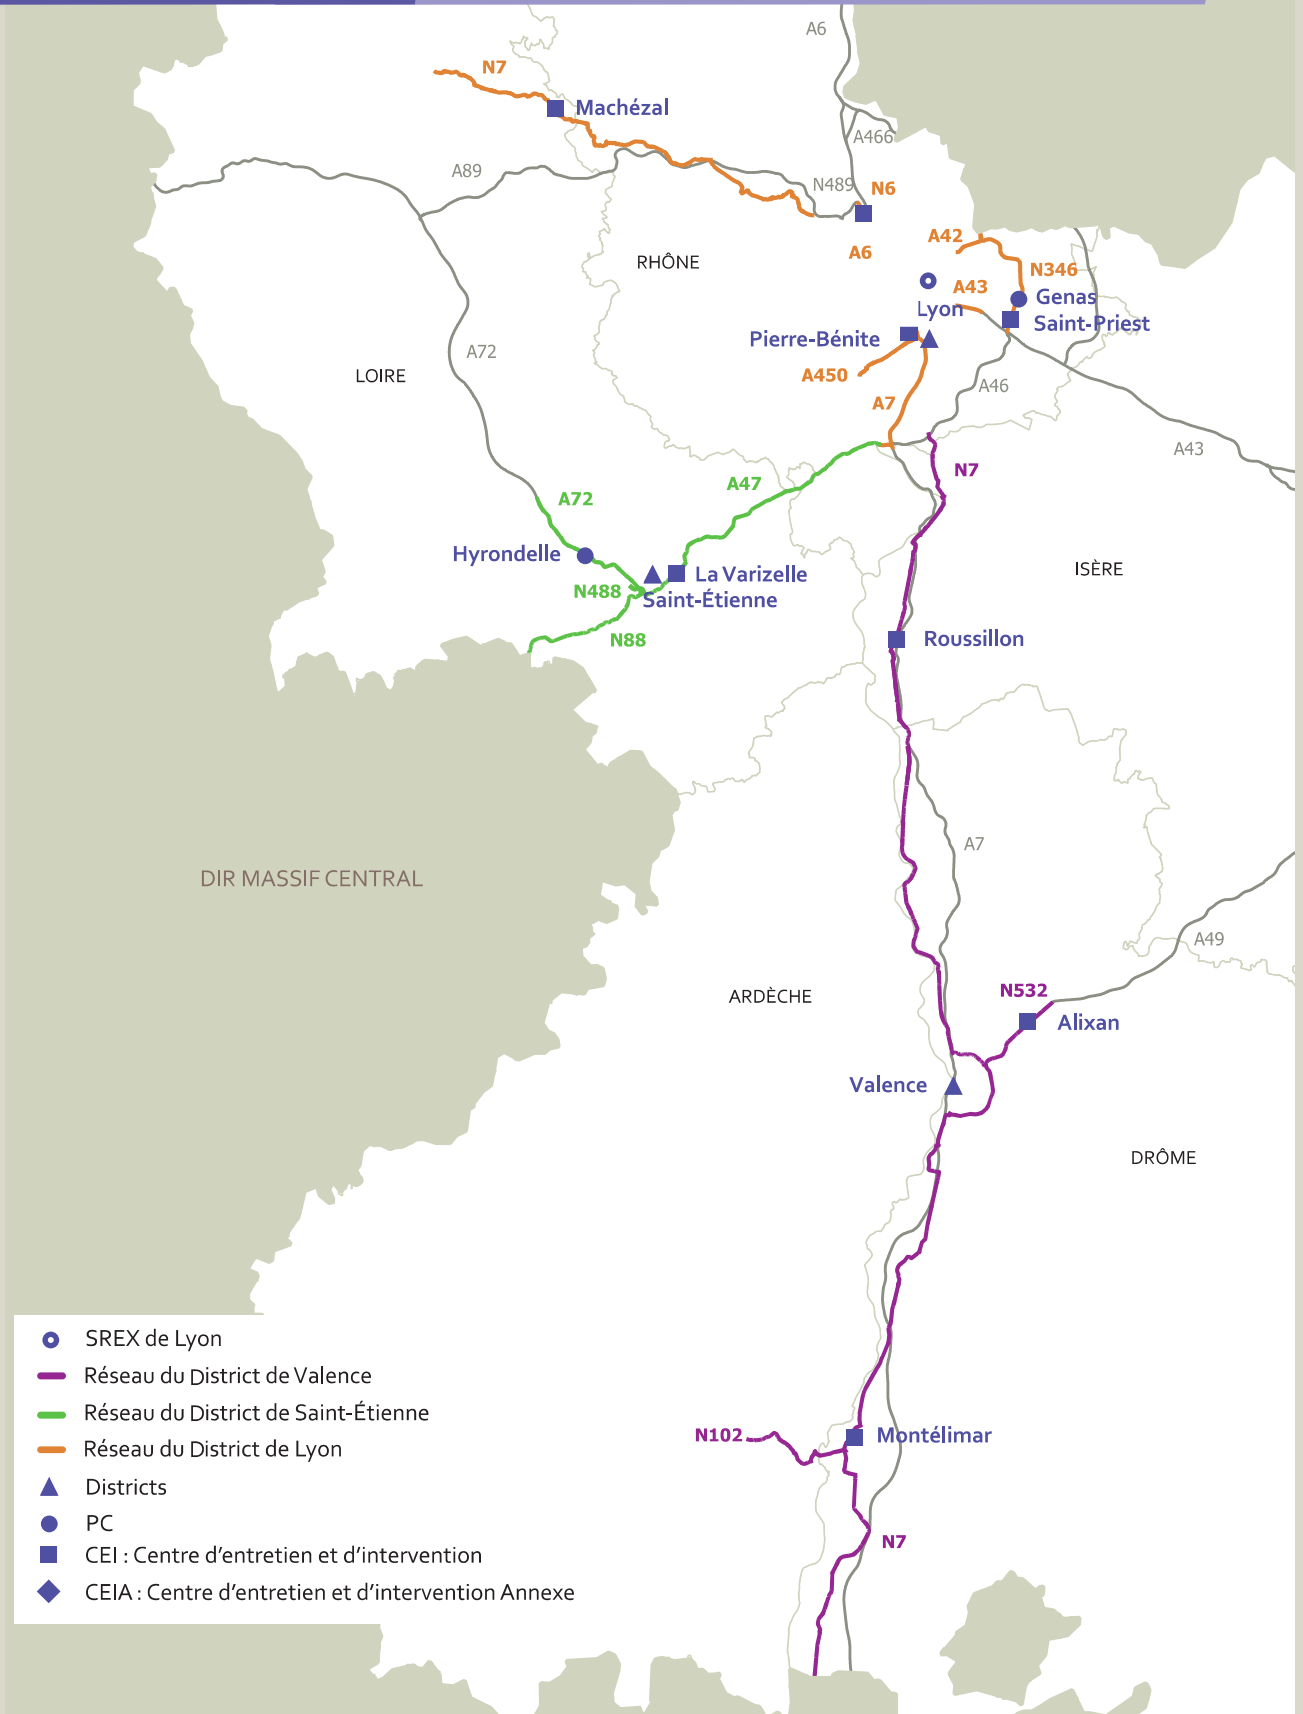 A6
N7
Machézal
A466
A89
N489
N6
A42
A6
RHÔNE
N346
A43
Genas
Lyon
Saint-Priest
Pierre-Bénite
A72
LOIRE
A450
A46
A7
A43
N7
A47
A72
Hyrondelle
ISÈRE
La Varizelle
N488
Saint-Étienne
N88
Roussillon
A7
DIR MASSIF CENTRAL
A49
N532
ARDÈCHE
Alixan
Valence
DRÔME
SREX de Lyon
Réseau du District de Valence
Réseau du District de Saint-Étienne
N102
Montélimar
Réseau du District de Lyon
Districts
PC
N7
CEI : Centre d'entretien et d'intervention
CEIA : Centre d'entretien et d'intervention Annexe